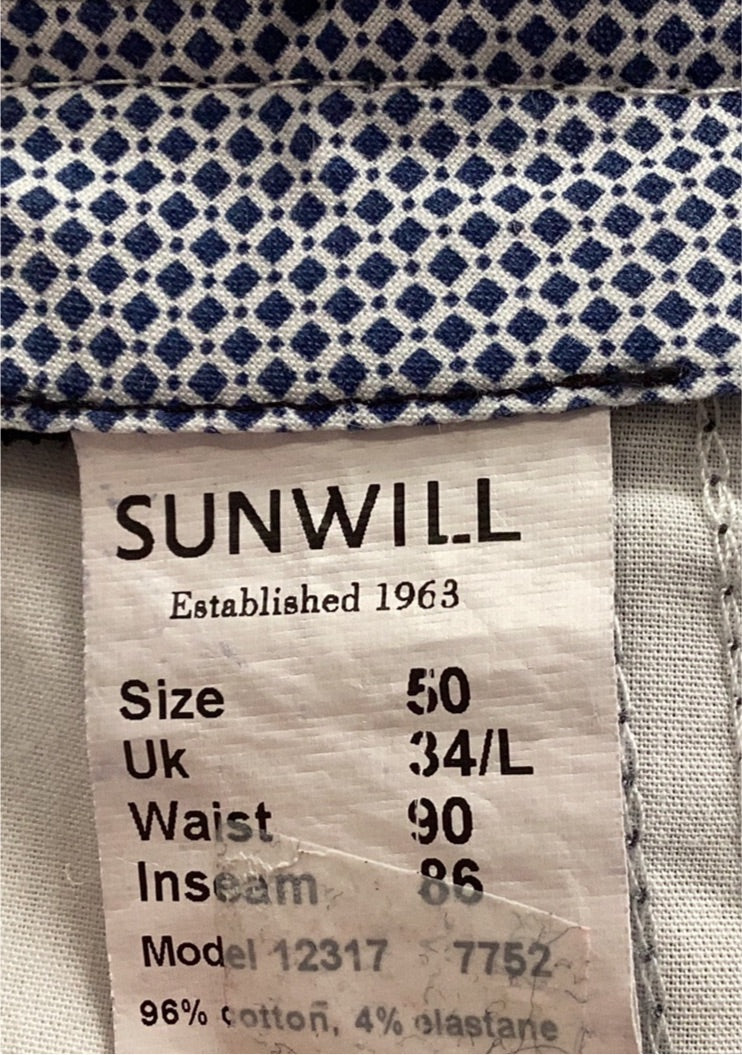 SUNWILL
Established 1963
Size 50
Uk 34/L
Waist 90
Inseam 86
Model 12317 7752
96% cotton, 4% elastane